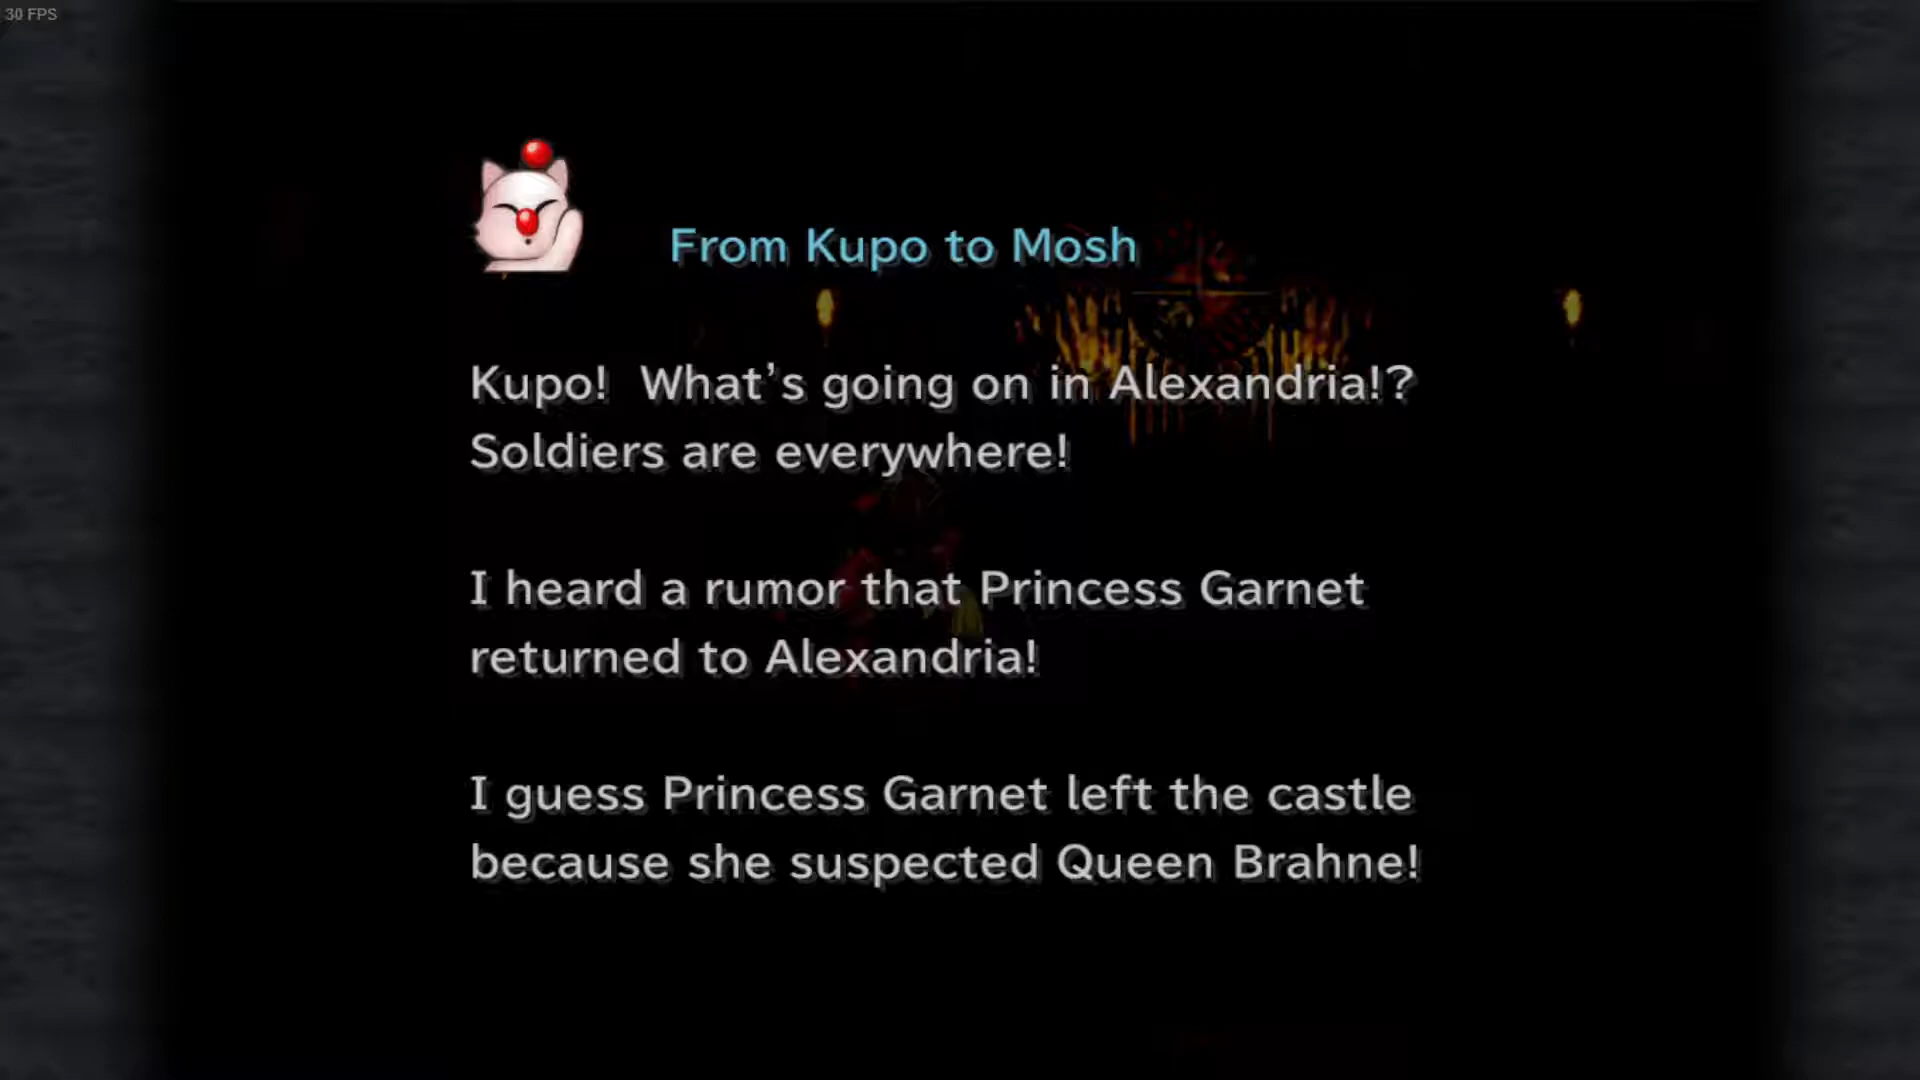 30 FPS
From Kupo to Mosh
Kupo! What's going on in Alexandria!?
Soldiers are everywhere!
I heard a rumor that Princess Garnet
returned to Alexandria!
I guess Princess Garnet left the castle
because she suspected Queen Brahne!